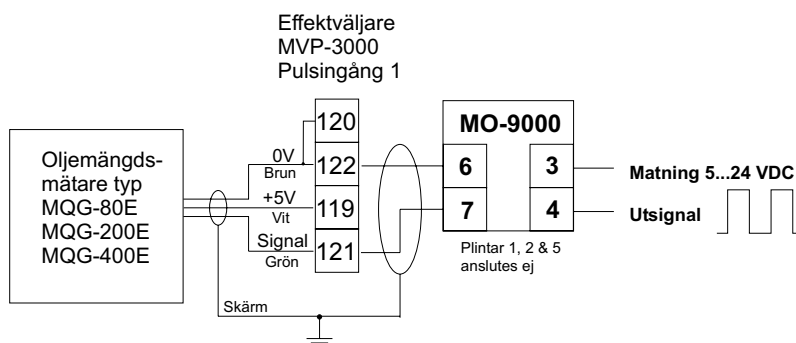 Effektväljare
MVP-3000
Pulsingång 1
Oljemängds-
mätare typ
MQG-80E
MQG-200E
MQG-400E
0V
Brun
+5V
Vit
Signal
Grön
Skärm
120
122
119
121
MO-9000
6
3
7
4
Plintar 1, 2 & 5
anslutes ej
Matning 5...24 VDC
Utsignal